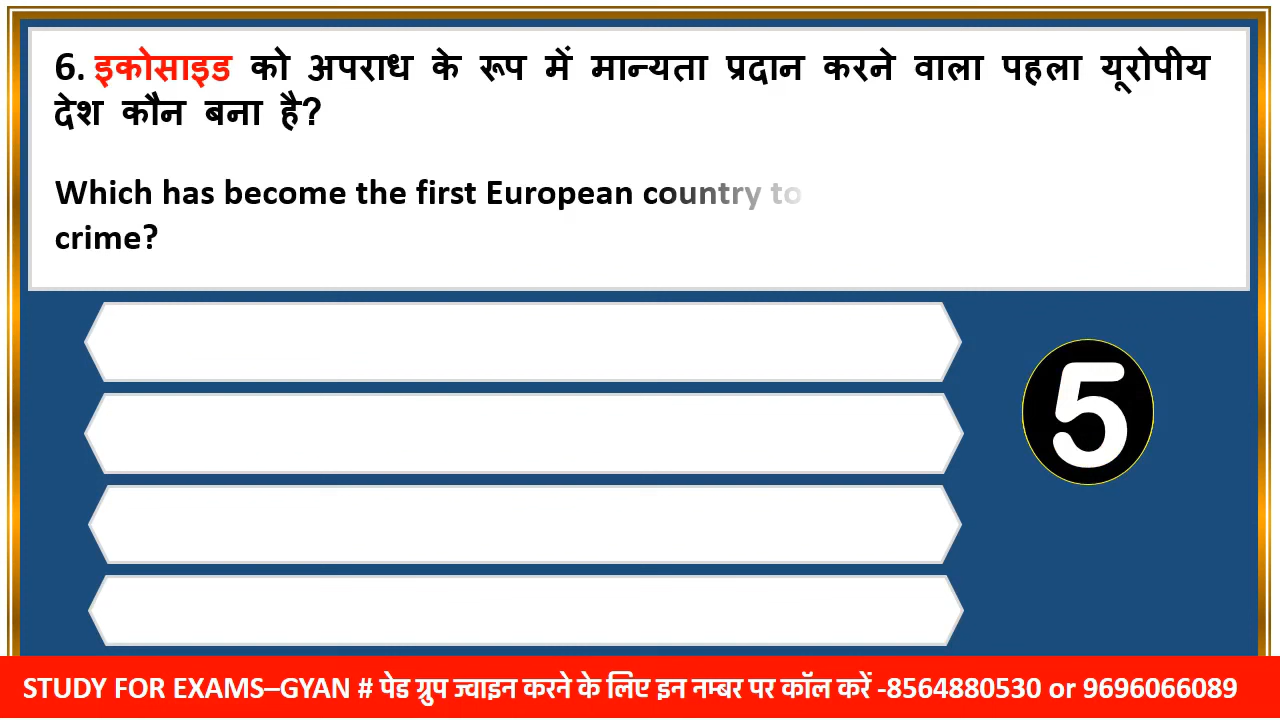 6. इकोसाइड को अपराध के रूप में मान्यता प्रदान करने वाला पहला यूरोपीय
देश कौन बना है?
Which has become the first European country to
crime?
5
STUDY FOR EXAMS–GYAN # पेड ग्रुप ज्वाइन करने के लिए इन नम्बर पर कॉल करें -8564880530 or 9696066089